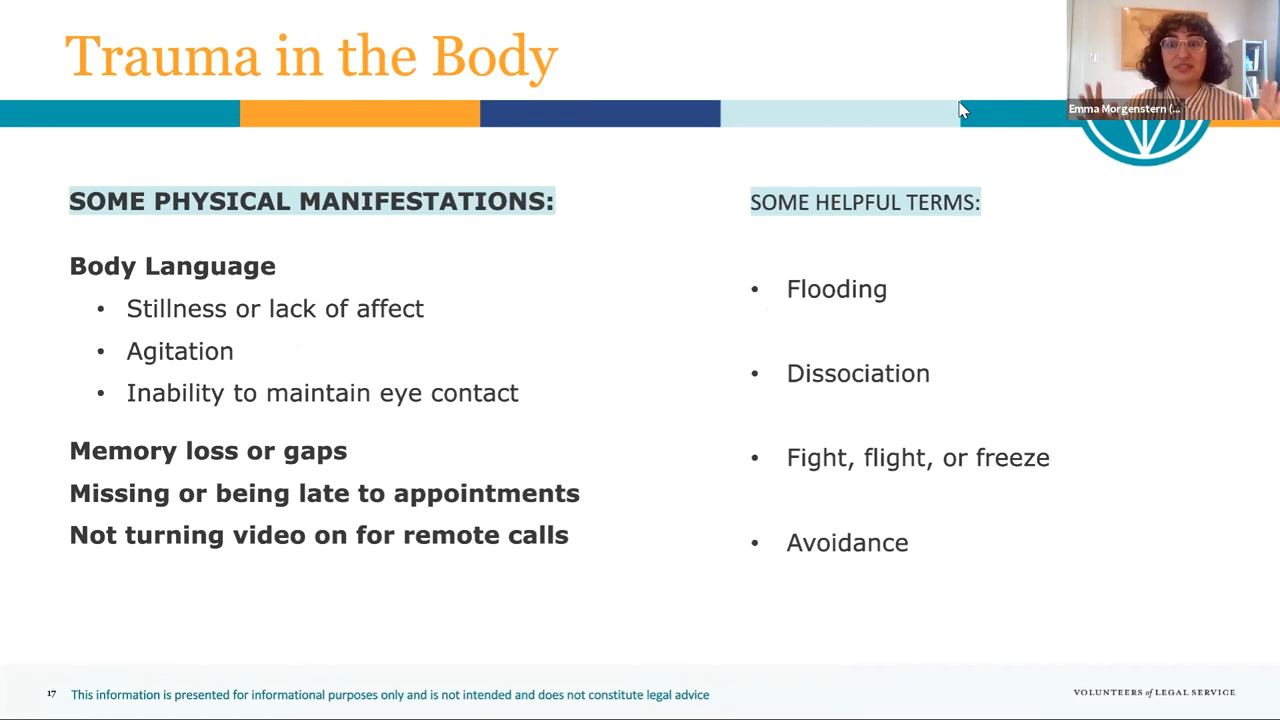 Trauma in the Body
Emma Morgenstern (...
SOME PHYSICAL MANIFESTATIONS:
Body Language
• Stillness or lack of affect
• Agitation
• Inability to maintain eye contact
Memory loss or gaps
Missing or being late to appointments
Not turning video on for remote calls
SOME HELPFUL TERMS:
• Flooding
• Dissociation
• Fight, flight, or freeze
• Avoidance
17
This information is presented for informational purposes only and is not intended and does not constitute legal advice
VOLUNTEERS of LEGAL SERVICE